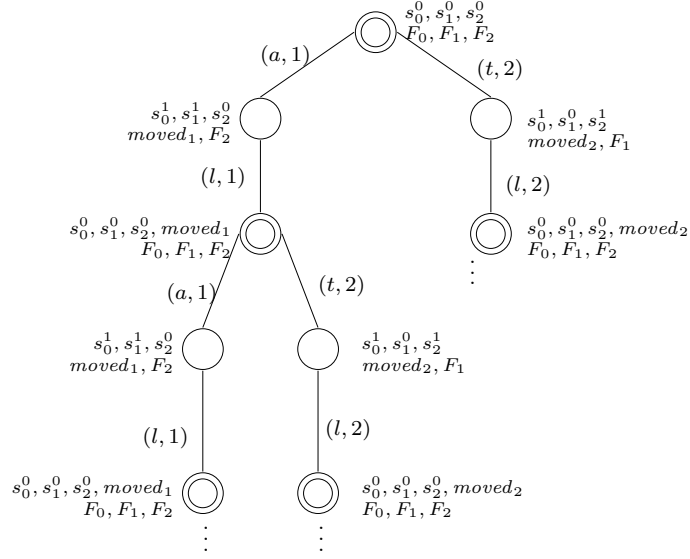 s_0^0, s_1^0, s_2^0
F_0, F_1, F_2
(a, 1)
(t, 2)
s_0^1, s_1^1, s_2^0
moved_1, F_2
s_0^1, s_1^0, s_2^1
moved_2, F_1
(l, 1)
(l, 2)
s_0^0, s_1^0, s_2^0, moved_1
F_0, F_1, F_2
s_0^0, s_1^0, s_2^0, moved_2
F_0, F_1, F_2
⋮
(a, 1)
(t, 2)
s_0^1, s_1^1, s_2^0
moved_1, F_2
s_0^1, s_1^0, s_2^1
moved_2, F_1
(l, 1)
(l, 2)
s_0^0, s_1^0, s_2^0, moved_1
F_0, F_1, F_2
s_0^0, s_1^0, s_2^0, moved_2
F_0, F_1, F_2
⋮
⋮